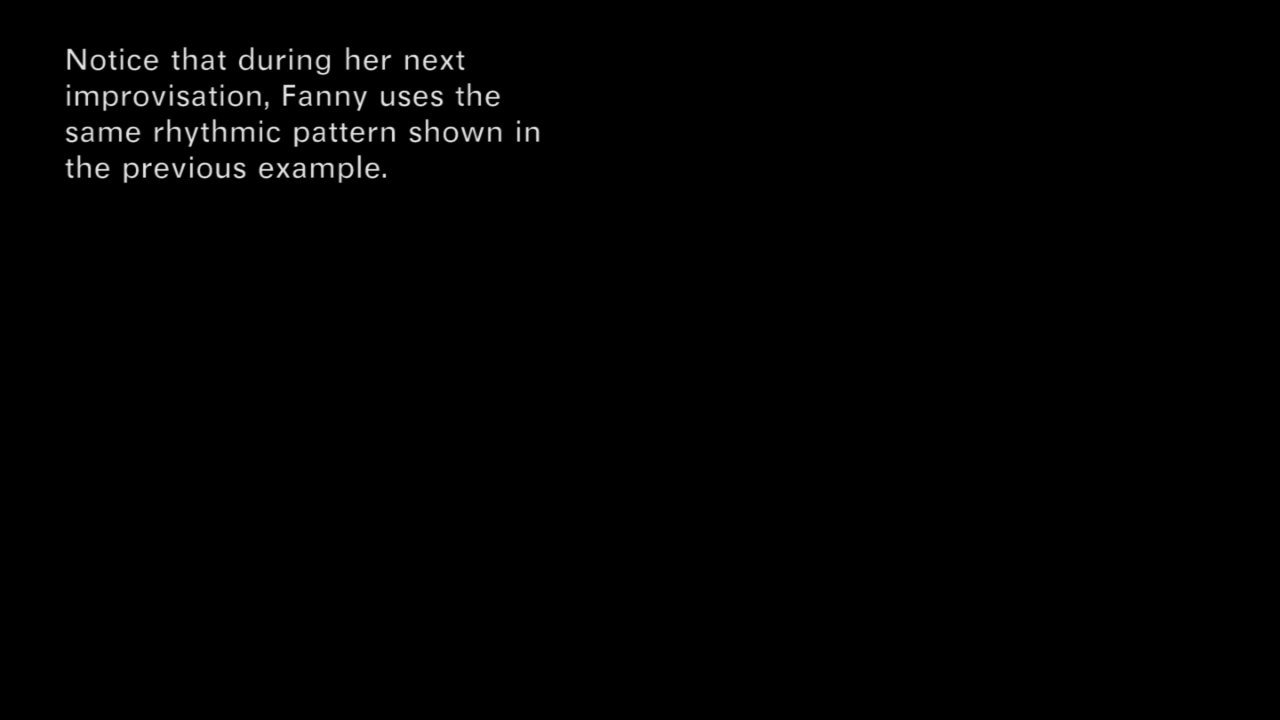 Notice that during her next
improvisation, Fanny uses the
same rhythmic pattern shown in
the previous example.